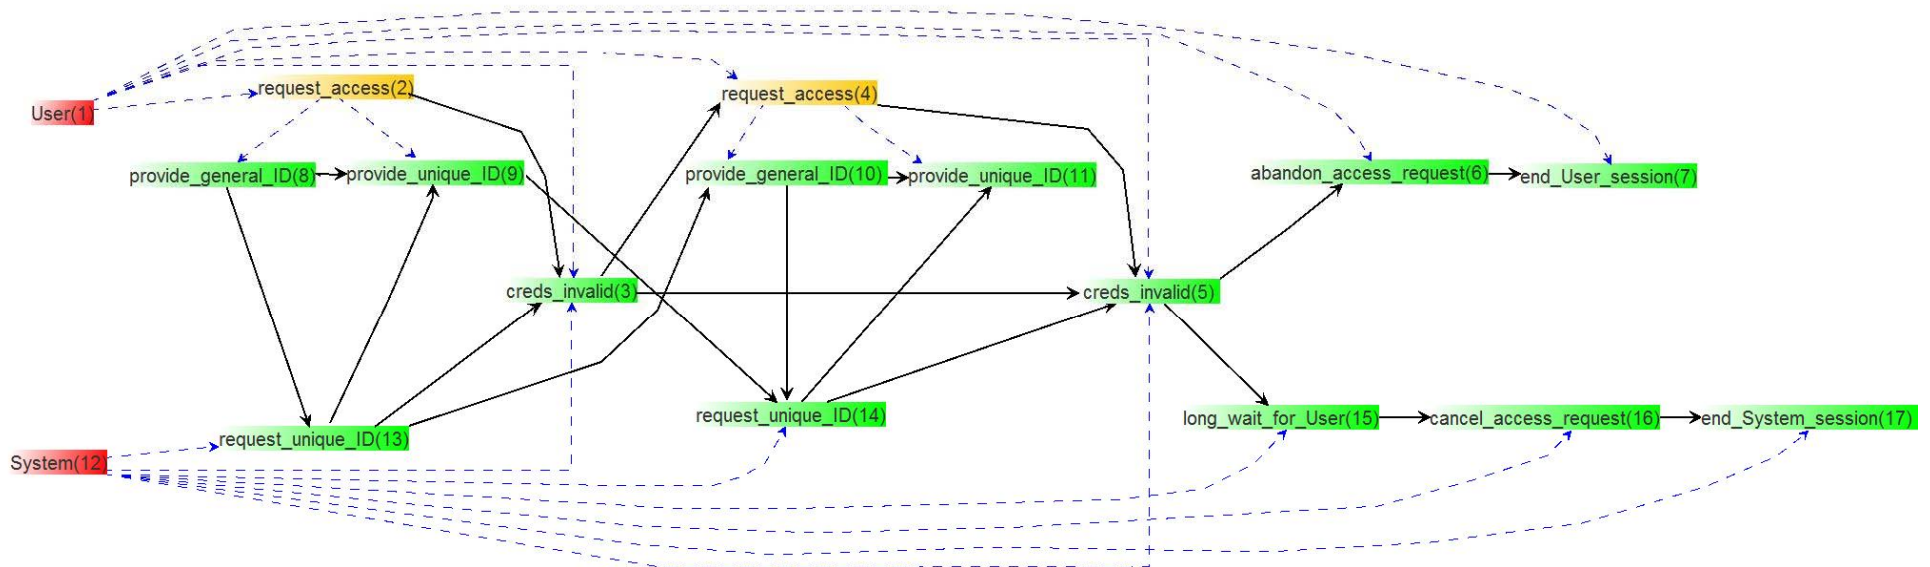 request_access(2)
request_access(4)
User(1)
provide_general_ID(8)
provide_unique_ID(9)
provide_general_ID(10)
provide_unique_ID(11)
abandon_access_request(6)
end_User_session(7)
creds_invalid(3)
creds_invalid(5)
request_unique_ID(14)
long_wait_for_User(15)
cancel_access_request(16)
end_System_session(17)
request_unique_ID(13)
System(12)